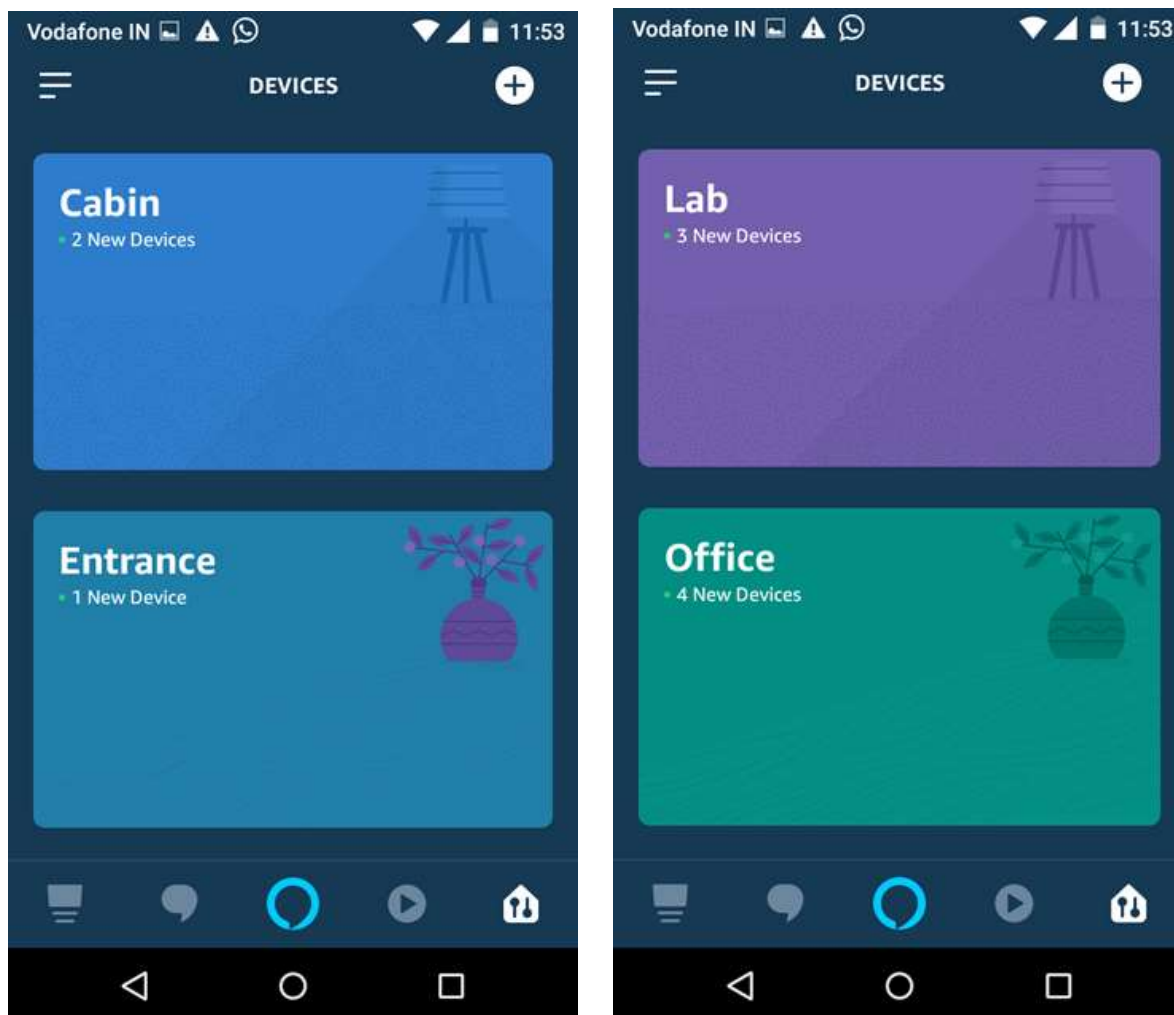 Vodafone IN 11:53
DEVICES
Cabin
2 New Devices
Entrance
1 New Device
Vodafone IN 11:53
DEVICES
Lab
3 New Devices
Office
4 New Devices